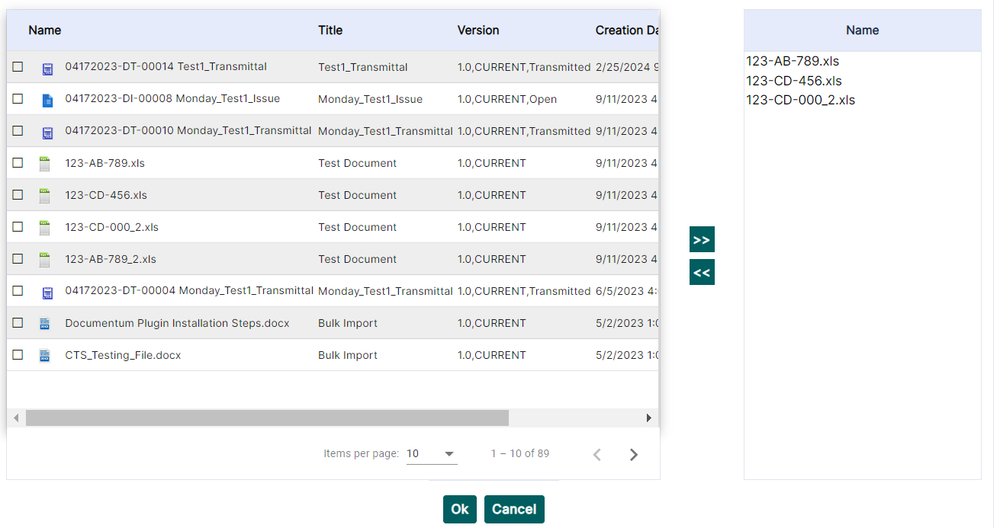 Name Title Version Creation Da
04172023-DT-00014 Test1_Transmittal Test1_Transmittal 1.0,CURRENT,Transmitted 2/25/2024 9
04172023-DI-00008 Monday_Test1_Issue Monday_Test1_Issue 1.0,CURRENT,Open 9/11/2023 4
04172023-DT-00010 Monday_Test1_Transmittal Monday_Test1_Transmittal 1.0,CURRENT,Transmitted 9/11/2023 4
123-AB-789.xls Test Document 1.0,CURRENT 9/11/2023 4
123-CD-456.xls Test Document 1.0,CURRENT 9/11/2023 4
123-CD-000_2.xls Test Document 1.0,CURRENT 9/11/2023 4
123-AB-789_2.xls Test Document 1.0,CURRENT 9/11/2023 4
04172023-DT-00004 Monday_Test1_Transmittal Monday_Test1_Transmittal 1.0,CURRENT,Transmitted 6/5/2023 4:
Documentum Plugin Installation Steps.docx Bulk Import 1.0,CURRENT 5/2/2023 1:0
CTS_Testing_File.docx Bulk Import 1.0,CURRENT 5/2/2023 1:0
Items per page: 10 1 – 10 of 89
>>
<<
Name
123-AB-789.xls
123-CD-456.xls
123-CD-000_2.xls
Ok Cancel